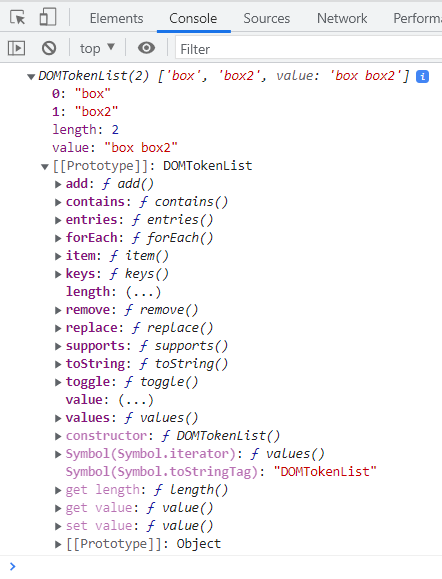 Elements Console Sources Network Performa
top ▼ Filter
▼DOMTokenList(2) ['box', 'box2', value: 'box box2'] i
0: "box"
1: "box2"
length: 2
value: "box box2"
▼[[Prototype]]: DOMTokenList
▶add: ƒ add()
▶contains: ƒ contains()
▶entries: ƒ entries()
▶forEach: ƒ forEach()
▶item: ƒ item()
▶keys: ƒ keys()
length: (...)
▶remove: ƒ remove()
▶replace: ƒ replace()
▶supports: ƒ supports()
▶toString: ƒ toString()
▶toggle: ƒ toggle()
value: (...)
▶values: ƒ values()
▶constructor: ƒ DOMTokenList()
▶Symbol(Symbol.iterator): ƒ values()
Symbol(Symbol.toStringTag): "DOMTokenList"
▶get length: ƒ length()
▶get value: ƒ value()
▶set value: ƒ value()
▶[[Prototype]]: Object
>